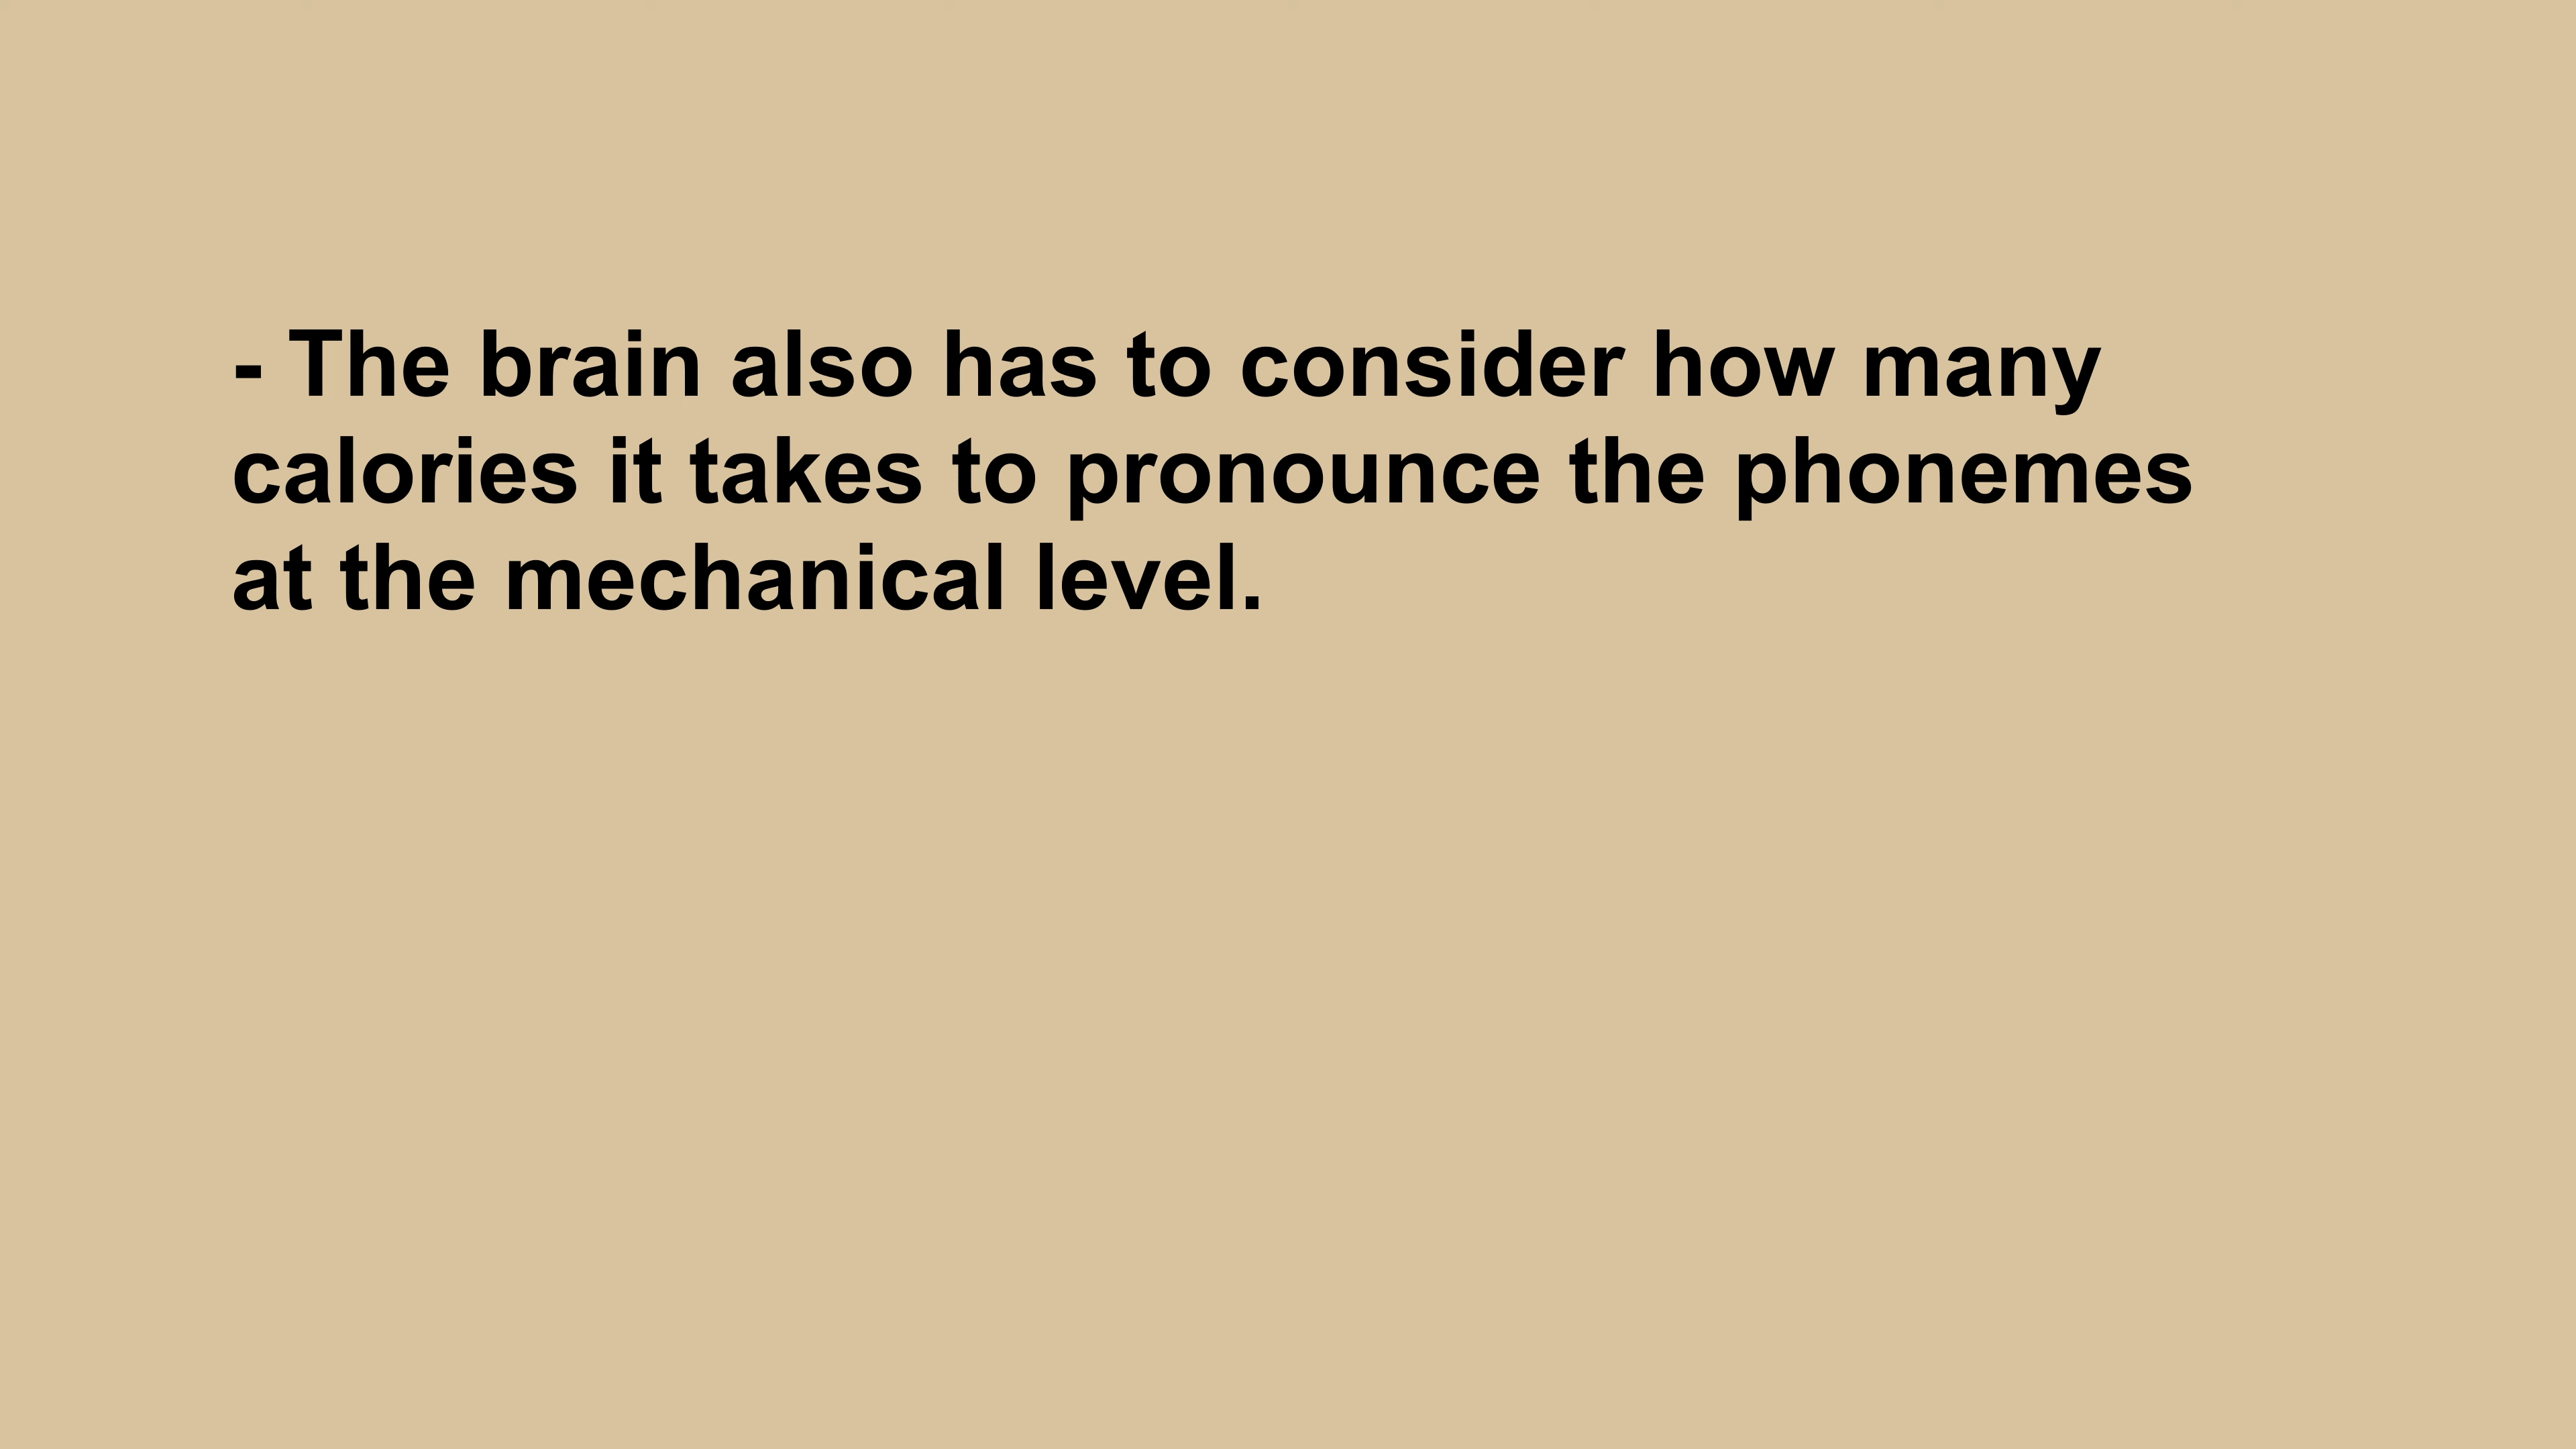 - The brain also has to consider how many
calories it takes to pronounce the phonemes
at the mechanical level.